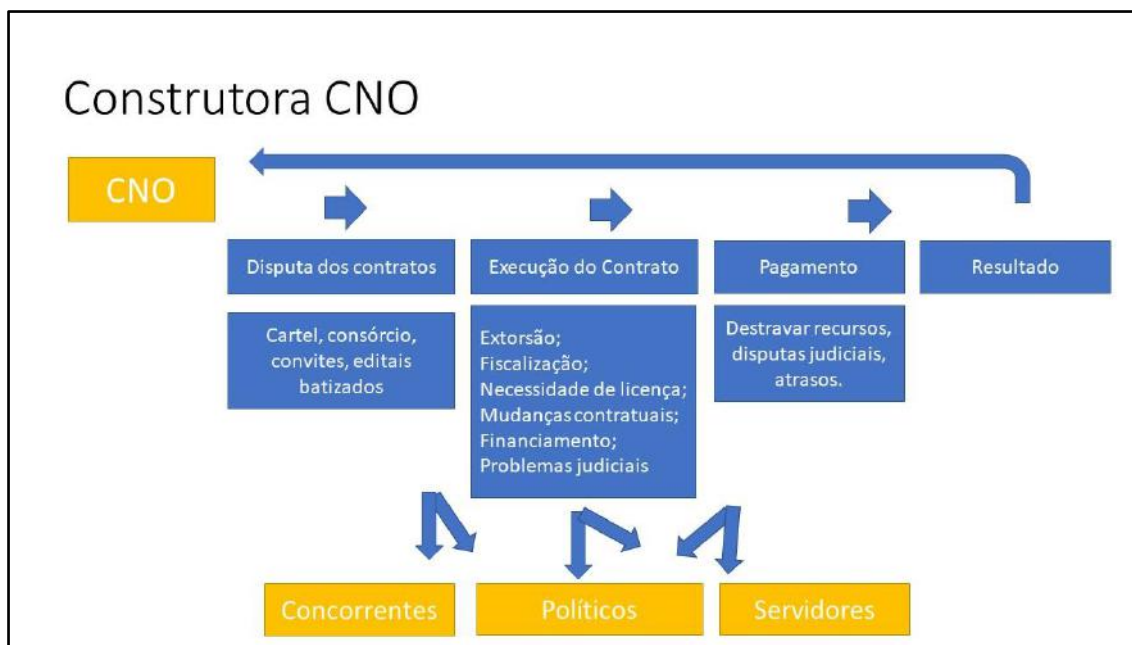 Construtora CNO
CNO
Disputa dos contratos
Execução do Contrato
Pagamento
Resultado
Cartel, consórcio,
convites, editais
batizados
Extorsão;
Fiscalização;
Necessidade de licença;
Mudanças contratuais;
Financiamento;
Problemas judiciais
Destravar recursos,
disputas judiciais,
atrasos.
Concorrentes
Políticos
Servidores